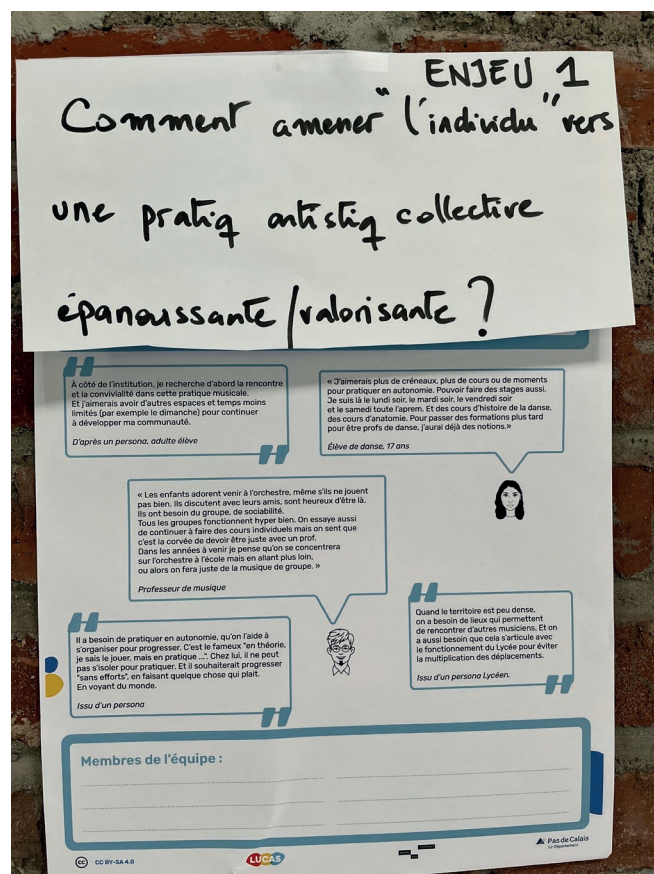 ENJEU 1
Comment amener "l'individu" vers
une pratiq artistiq collective
épanoussante/valorisante ?
À côté de l'institution, je recherche d'abord la rencontre
et la convivialité dans cette pratique musicale.
Et j'aimerais avoir d'autres espaces et temps moins
limités (par exemple le dimanche) pour continuer
à développer ma communauté.
D'après un persona, adulte élève
« J'aimerais plus de créneaux, plus de cours ou de moments
pour pratiquer en autonomie. Pouvoir faire des stages aussi.
Je suis là le lundi soir, le mardi soir, le vendredi soir
et le samedi toute l'aprem. Et des cours d'histoire de la danse,
des cours d'anatomie. Pour passer des formations plus tard
pour être profs de danse, j'aurai déjà des notions.»
Élève de danse, 17 ans
« Les enfants adorent venir à l'orchestre, même s'ils ne jouent
pas bien. Ils discutent avec leurs amis, sont heureux d'être là.
Ils ont besoin du groupe, de sociabilité.
Tous les groupes fonctionnent hyper bien. On essaye aussi
de continuer à faire des cours individuels mais on sent que
c'est la corvée de devoir être juste avec un prof.
Dans les années à venir je pense qu'on se concentrera
sur l'orchestre à l'école mais en allant plus loin,
ou alors on fera juste de la musique de groupe. »
Professeur de musique
Il a besoin de pratiquer en autonomie, qu'on l'aide à
s'organiser pour progresser. C'est le fameux "en théorie,
je sais le jouer, mais en pratique ...". Chez lui, il ne peut
pas s'isoler pour pratiquer. Et il souhaiterait progresser
"sans efforts", en faisant quelque chose qui plait.
En voyant du monde.
Issu d'un persona
Quand le territoire est peu dense,
on a besoin de lieux qui permettent
de rencontrer d'autres musiciens. Et on
a aussi besoin que cela s'articule avec
le fonctionnement du Lycée pour éviter
la multiplication des déplacements.
Issu d'un persona Lycéen.
Membres de l'équipe :
CC BY-SA 4.0
LUCAS
Pas de Calais
Le Département